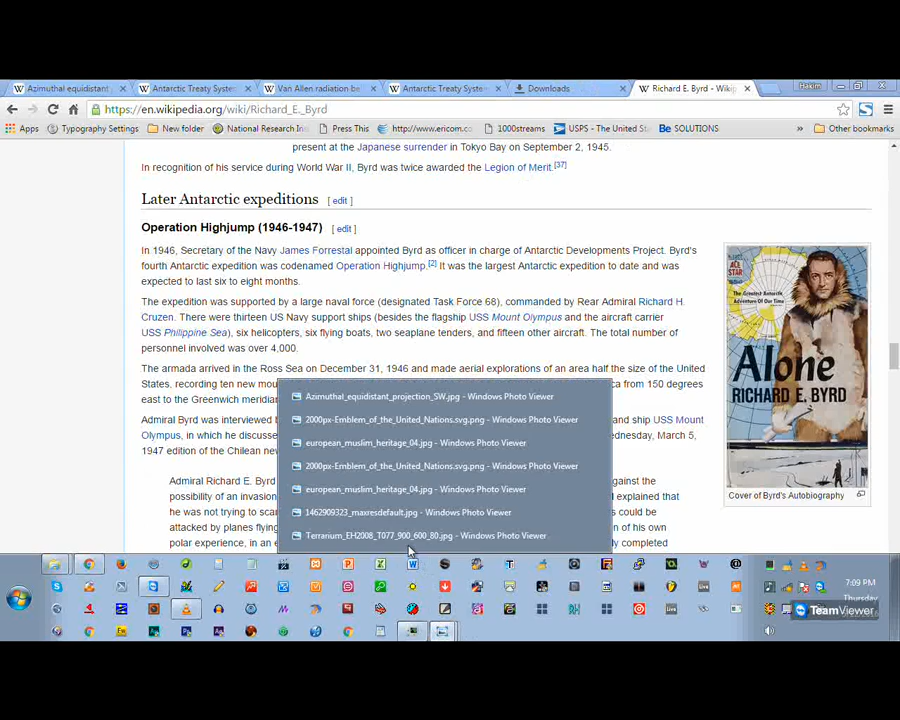 Azimuthal equidistant
Antarctic Treaty System
Van Allen radiation be
Antarctic Treaty System
Downloads
Richard E. Byrd - Wikip
Hakim
https://en.wikipedia.org/wiki/Richard_E._Byrd
Apps
Typography Settings
New folder
National Research In
Press This
http://www.ericom.c
1000streams
USPS - The United St
Be SOLUTIONS
»
Other bookmarks
present at the Japanese surrender in Tokyo Bay on September 2, 1945.
In recognition of his service during World War II, Byrd was twice awarded the Legion of Merit.[37]
Later Antarctic expeditions [ edit ]
Operation Highjump (1946-1947) [ edit ]
In 1946, Secretary of the Navy James Forrestal appointed Byrd as officer in charge of Antarctic Developments Project. Byrd's
fourth Antarctic expedition was codenamed Operation Highjump.[2] It was the largest Antarctic expedition to date and was
expected to last six to eight months.
The expedition was supported by a large naval force (designated Task Force 68), commanded by Rear Admiral Richard H.
Cruzen. There were thirteen US Navy support ships (besides the flagship USS Mount Olympus and the aircraft carrier
USS Philippine Sea), six helicopters, six flying boats, two seaplane tenders, and fifteen other aircraft. The total number of
personnel involved was over 4,000.
The armada arrived in the Ross Sea on December 31, 1946 and made aerial explorations of an area half the size of the United
States, recording ten new mou
ca from 150 degrees
east to the Greenwich meridian
Admiral Byrd was interviewed b
nd ship USS Mount
Olympus, in which he discusse
ednesday, March 5,
1947 edition of the Chilean new
Admiral Richard E. Byrd
against the
possibility of an invasion
explained that
he was not trying to scar
could be
attacked by planes flying
n of his own
polar experience, in an e
ly completed
ACE STAR
The Greatest Antarctic
Adventure Of Our Time
Alone
RICHARD E. BYRD
Cover of Byrd's Autobiography
Azimuthal_equidistant_projection_SW.jpg - Windows Photo Viewer
2000px-Emblem_of_the_United_Nations.svg.png - Windows Photo Viewer
european_muslim_heritage_04.jpg - Windows Photo Viewer
2000px-Emblem_of_the_United_Nations.svg.png - Windows Photo Viewer
european_muslim_heritage_04.jpg - Windows Photo Viewer
1462909323_maxresdefault.jpg - Windows Photo Viewer
Terrarium_EH2008_T077_900_600_80.jpg - Windows Photo Viewer
7:09 PM
Thursday
TeamViewer